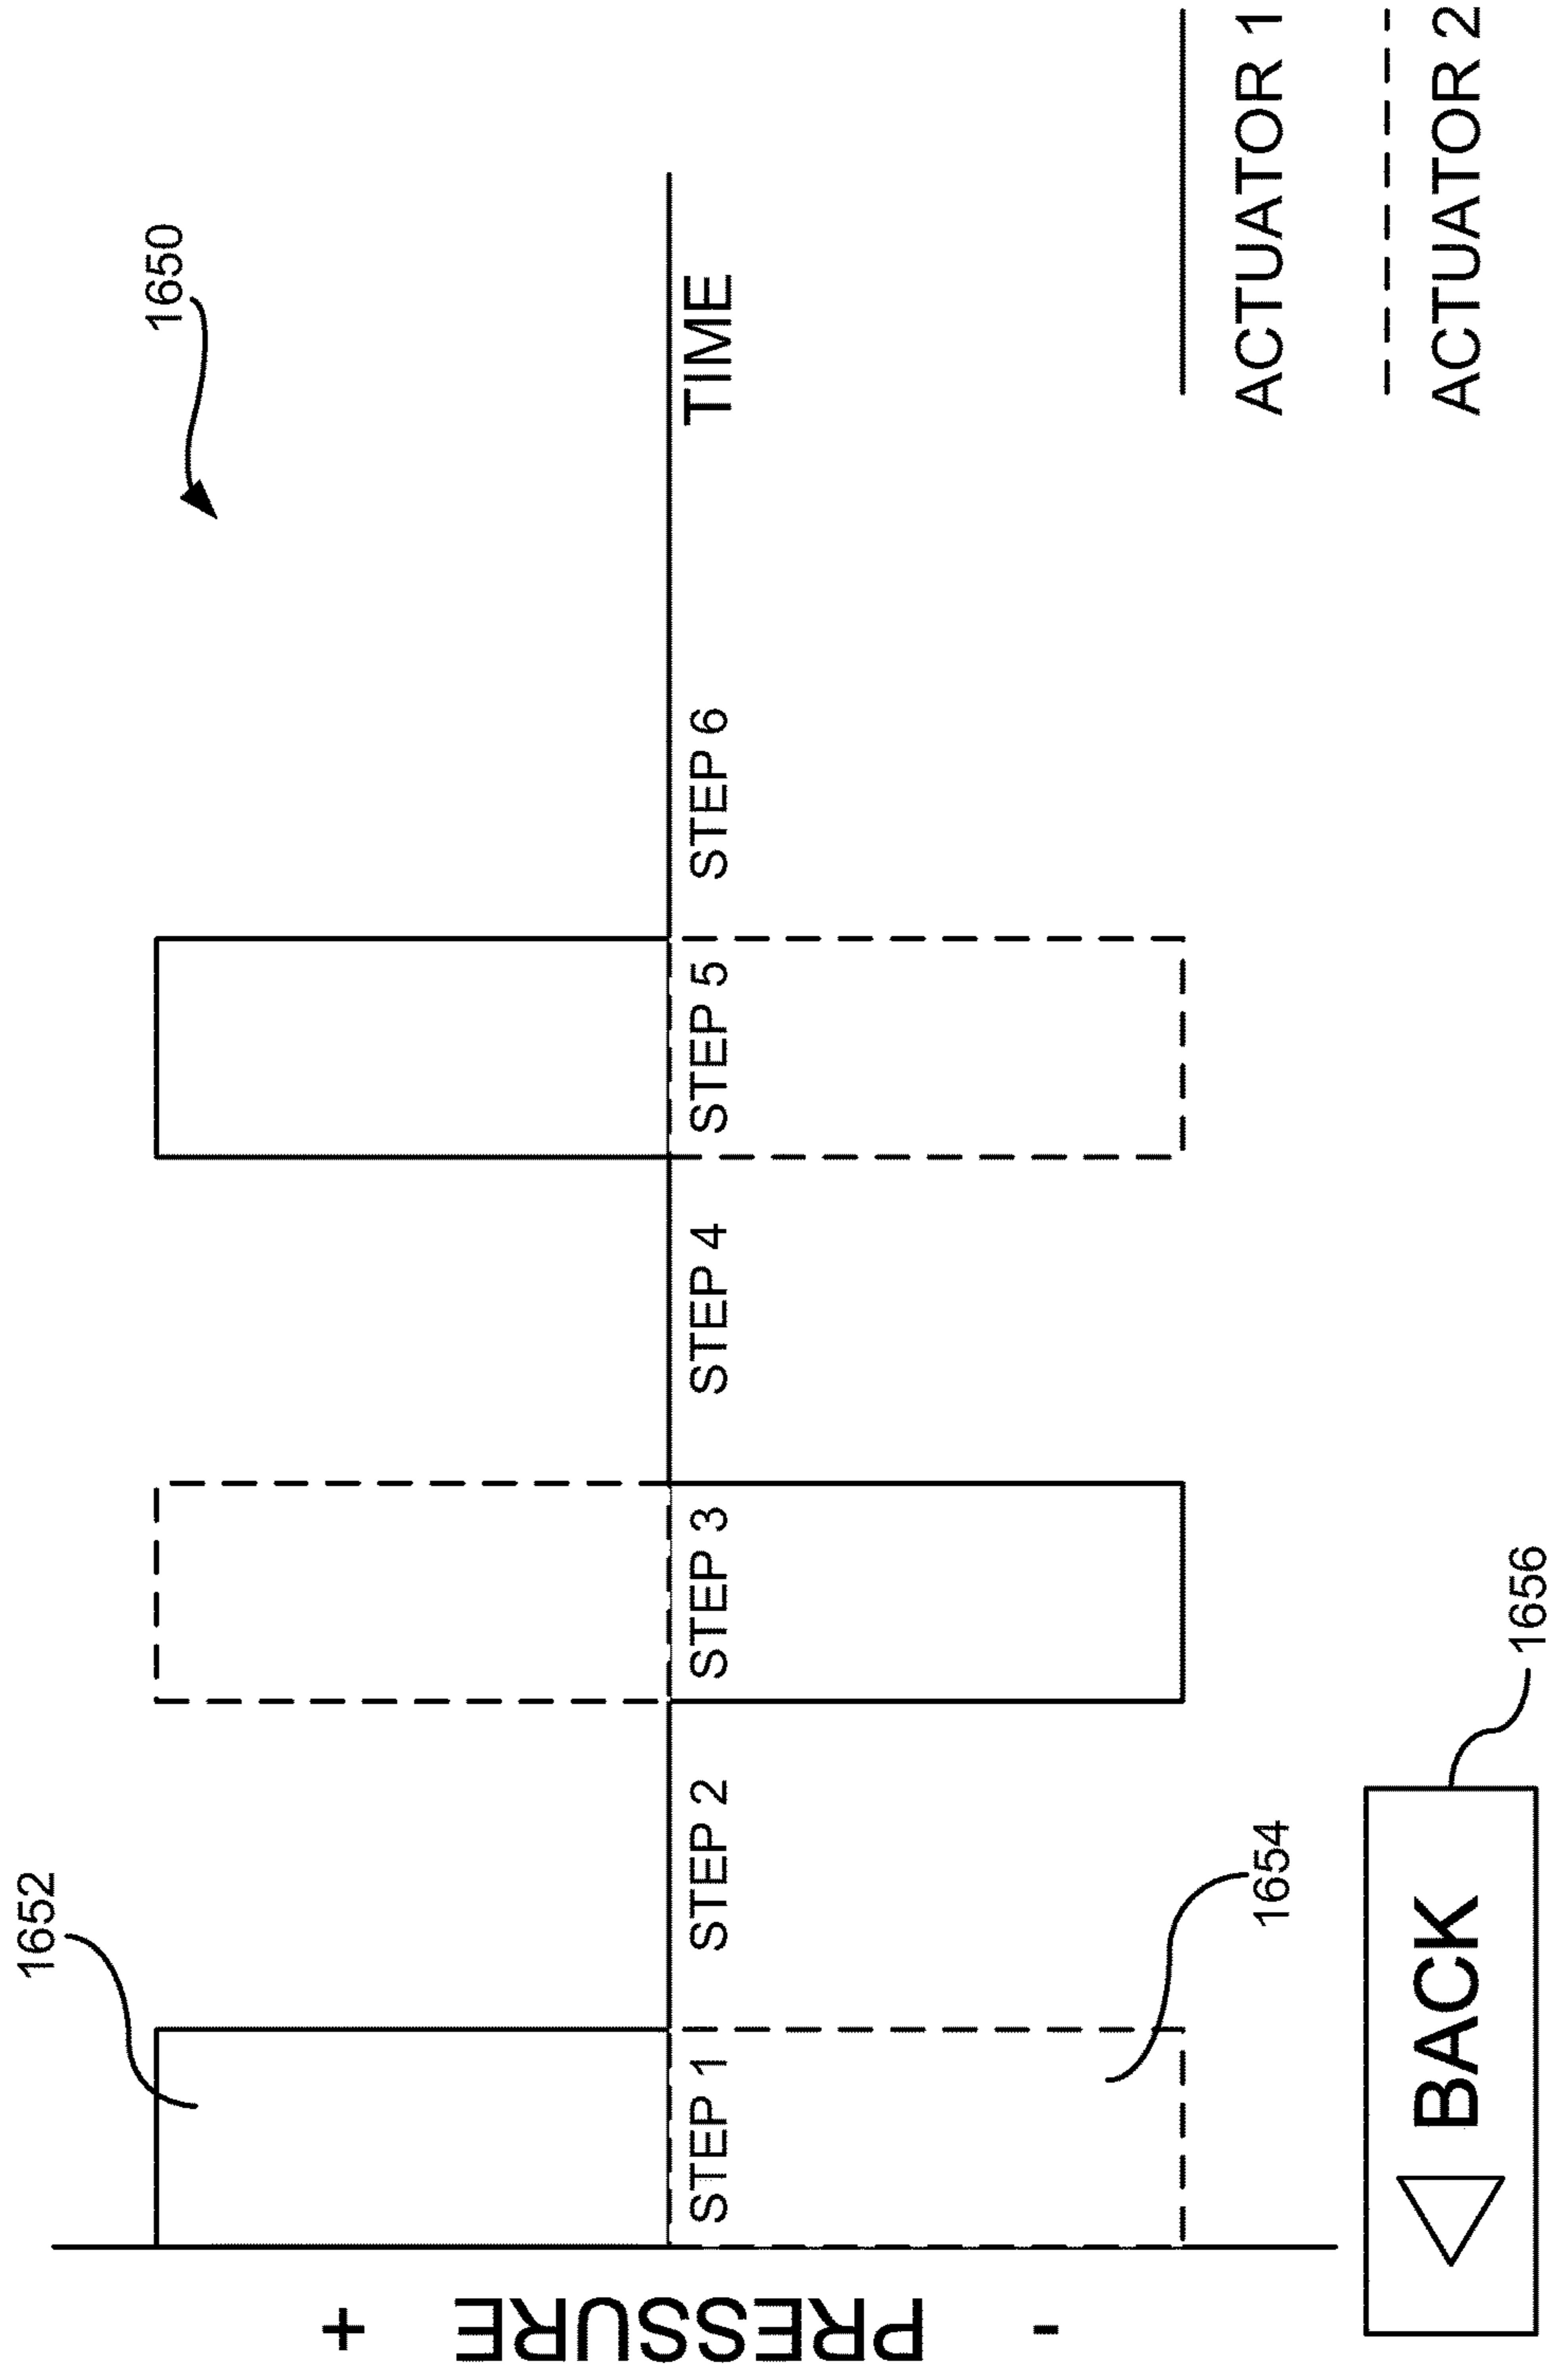 1650
1652
+
PRESSURE
-
STEP 1
STEP 2
STEP 3
STEP 4
STEP 5
STEP 6
TIME
1654
BACK
1656
ACTUATOR 1
ACTUATOR 2